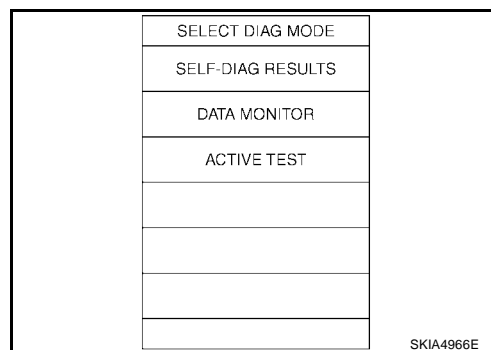 SELECT DIAG MODE
SELF-DIAG RESULTS
DATA MONITOR
ACTIVE TEST
SKIA4966E